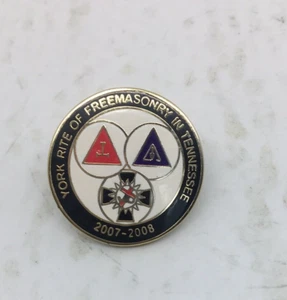 YORK RITE OF FREEMASONRY IN TENNESSEE
2007-2008